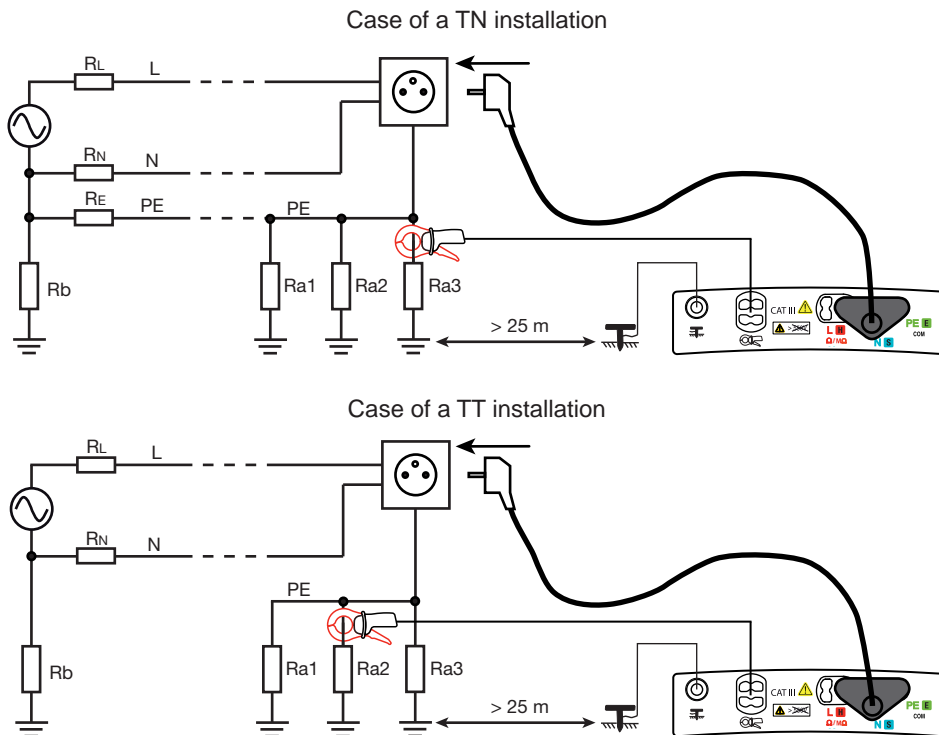 Case of a TN installation
RL L
RN N
RE PE PE
Rb Ra1 Ra2 Ra3
> 25 m
CAT III
L H
Ω/MΩ
N S
PE E
COM
Case of a TT installation
RL L
RN N
PE
Rb Ra1 Ra2 Ra3
> 25 m
CAT III
L H
Ω/MΩ
N S
PE E
COM